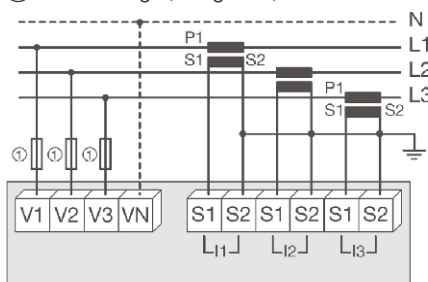 N
P1 L1
S1 S2 L2
P1 L3
S1 S2
① ① ①
V1 V2 V3 VN S1 S2 S1 S2 S1 S2
I1 I2 I3